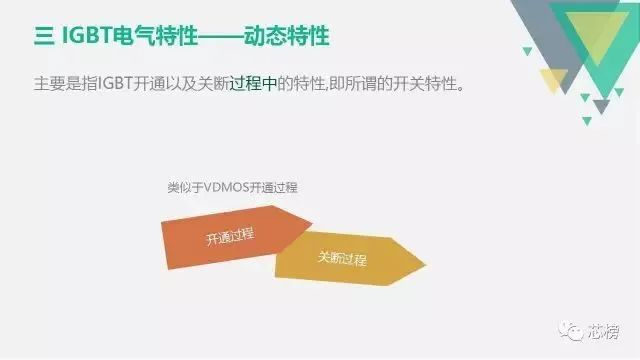 三 IGBT电气特性——动态特性
主要是指IGBT开通以及关断过程中的特性,即所谓的开关特性。
类似于VDMOS开通过程
开通过程
关断过程
芯榜